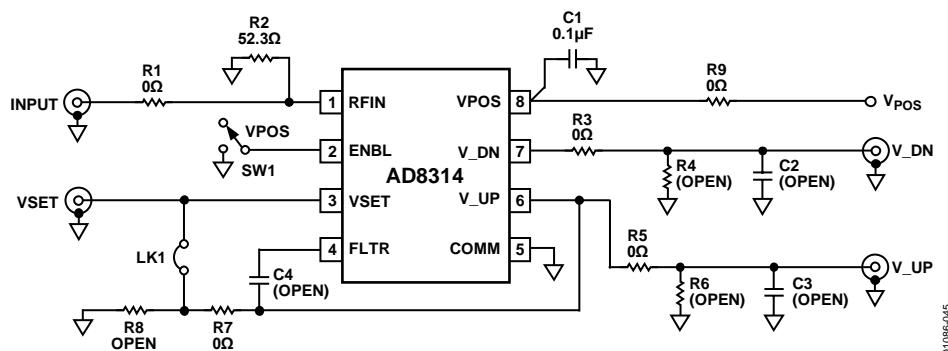 R2
52.3Ω
C1
0.1µF
R1
0Ω
R9
0Ω
INPUT
1
RFIN
VPOS
8
VPOS
R3
0Ω
VPOS
SW1
2
ENBL
V_DN
7
V_DN
R4
(OPEN)
C2
(OPEN)
AD8314
VSET
3
VSET
V_UP
6
LK1
4
FLTR
COMM
5
R5
0Ω
V_UP
C4
(OPEN)
R6
(OPEN)
C3
(OPEN)
R8
OPEN
R7
0Ω
01086-045